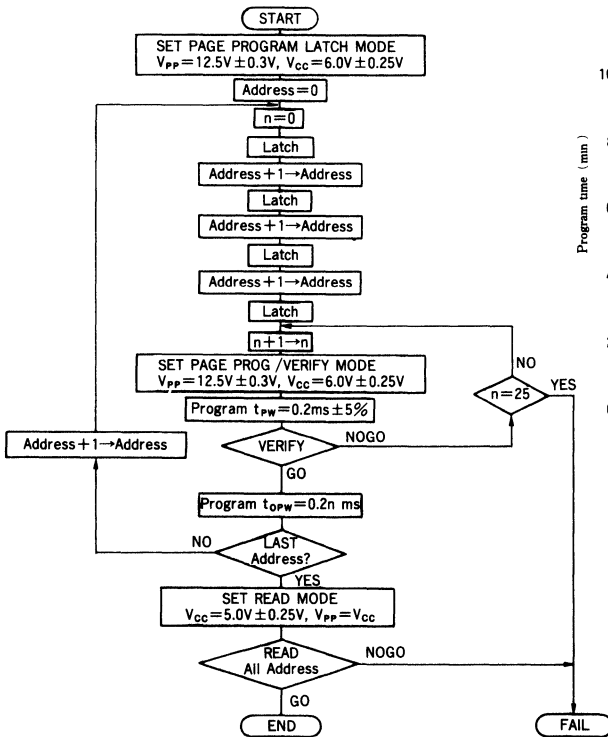 START
SET PAGE PROGRAM LATCH MODE
VPP=12.5V±0.3V, VCC=6.0V±0.25V
Address=0
n=0
Latch
Address+1→Address
Latch
Address+1→Address
Latch
Address+1→Address
Latch
n+1→n
SET PAGE PROG/VERIFY MODE
VPP=12.5V±0.3V, VCC=6.0V±0.25V
Program tPW=0.2ms±5%
VERIFY
NOGO
GO
n=25
NO
YES
Address+1→Address
Program tOPW=0.2n ms
LAST
Address?
NO
YES
SET READ MODE
VCC=5.0V±0.25V, VPP=VCC
READ
All Address
NOGO
GO
END
FAIL
Program time (min)